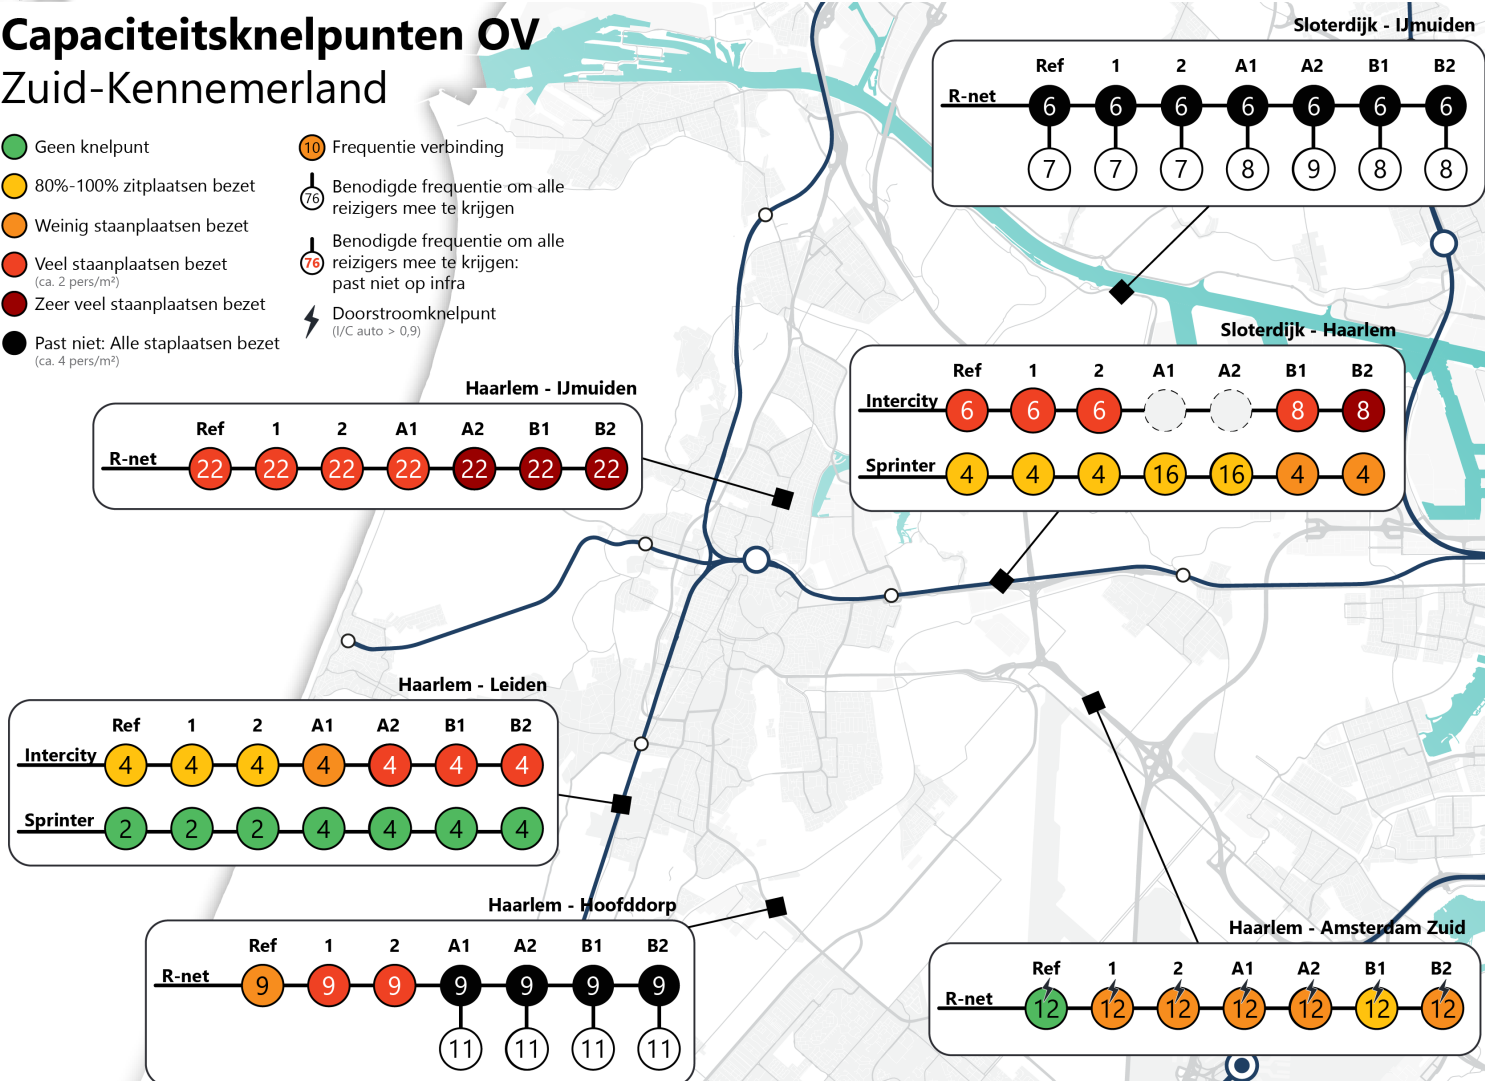 Capaciteitsknelpunten OV
Zuid-Kennemerland
Geen knelpunt
80%-100% zitplaatsen bezet
Weinig staanplaatsen bezet
Veel staanplaatsen bezet
(ca. 2 pers/m²)
Zeer veel staanplaatsen bezet
Past niet: Alle staplaatsen bezet
(ca. 4 pers/m²)
10 Frequentie verbinding
76 Benodigde frequentie om alle
reizigers mee te krijgen
Benodigde frequentie om alle
76 reizigers mee te krijgen:
past niet op infra
Doorstroomknelpunt
(I/C auto > 0,9)
Sloterdijk - IJmuiden
Ref 1 2 A1 A2 B1 B2
R-net 6 6 6 6 6 6 6
7 7 7 8 9 8 8
Sloterdijk - Haarlem
Ref 1 2 A1 A2 B1 B2
Intercity 6 6 6 8 8
Sprinter 4 4 4 16 16 4 4
Haarlem - IJmuiden
Ref 1 2 A1 A2 B1 B2
R-net 22 22 22 22 22 22 22
Haarlem - Leiden
Ref 1 2 A1 A2 B1 B2
Intercity 4 4 4 4 4 4 4
Sprinter 2 2 2 4 4 4 4
Haarlem - Hoofddorp
Ref 1 2 A1 A2 B1 B2
R-net 9 9 9 9 9 9 9
11 11 11 11
Haarlem - Amsterdam Zuid
Ref 1 2 A1 A2 B1 B2
R-net 12 12 12 12 12 12 12